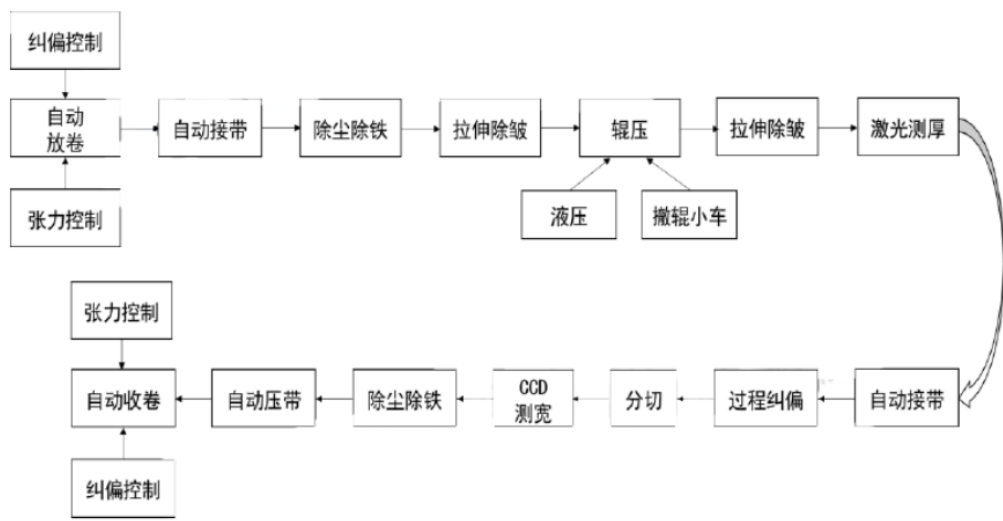 纠偏控制
自动
放卷
自动接带
除尘除铁
拉伸除皱
辊压
拉伸除皱
激光测厚
张力控制
液压
撤辊小车
张力控制
自动收卷
自动压带
除尘除铁
CCD
测宽
分切
过程纠偏
自动接带
纠偏控制